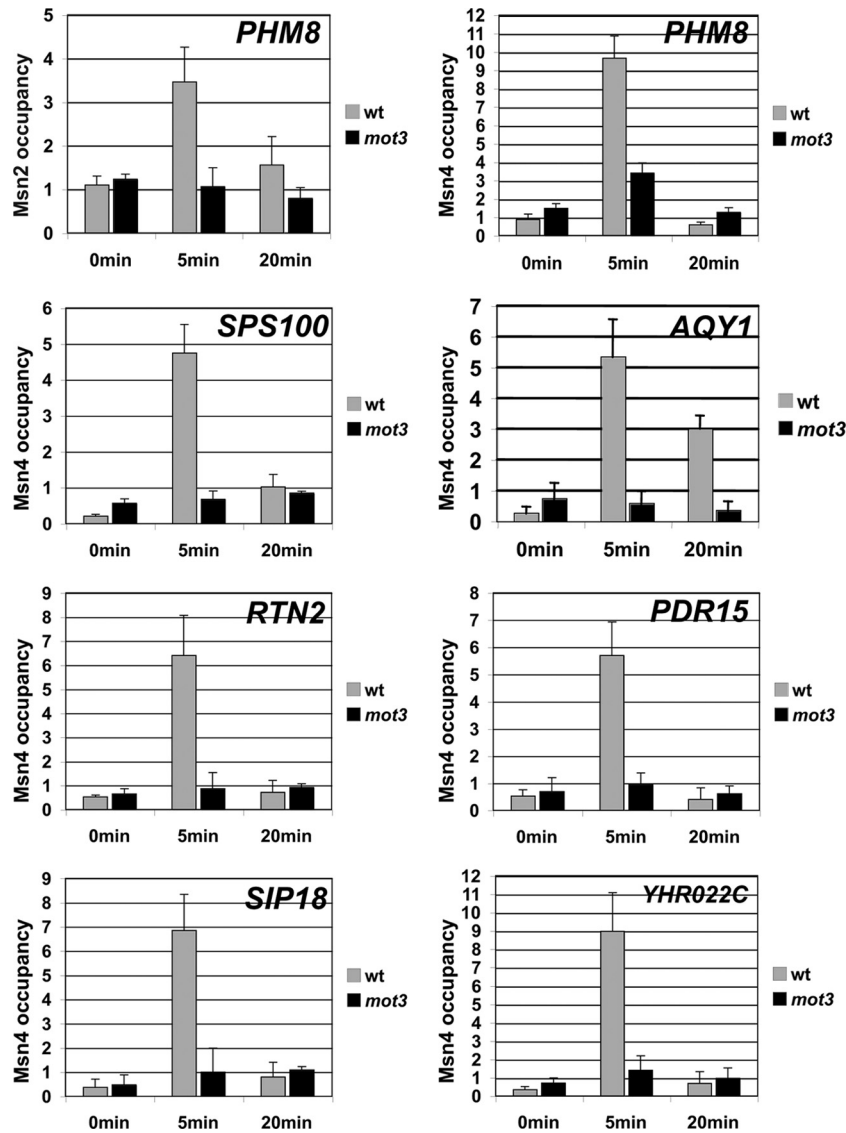 PHM8
Msn2 occupancy
5
4
3
2
1
0
0min 5min 20min
wt
mot3
PHM8
Msn4 occupancy
12
11
10
9
8
7
6
5
4
3
2
1
0
0min 5min 20min
wt
mot3
SPS100
Msn4 occupancy
6
5
4
3
2
1
0
0min 5min 20min
wt
mot3
AQY1
Msn4 occupancy
7
6
5
4
3
2
1
0
0min 5min 20min
wt
mot3
RTN2
Msn4 occupancy
9
8
7
6
5
4
3
2
1
0
0min 5min 20min
wt
mot3
PDR15
Msn4 occupancy
8
7
6
5
4
3
2
1
0
0min 5min 20min
wt
mot3
SIP18
Msn4 occupancy
9
8
7
6
5
4
3
2
1
0
0min 5min 20min
wt
mot3
YHR022C
Msn4 occupancy
12
11
10
9
8
7
6
5
4
3
2
1
0
0min 5min 20min
wt
mot3